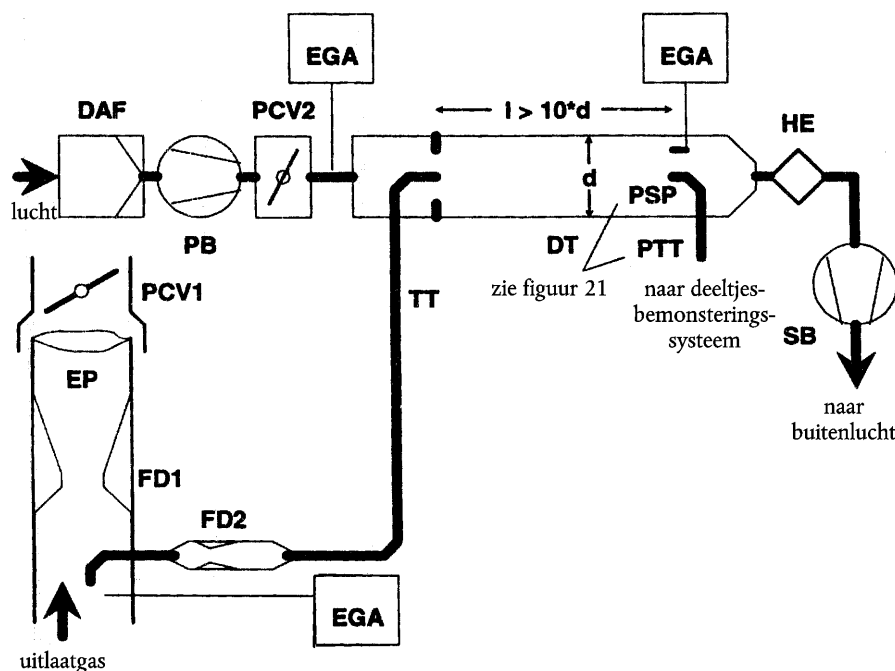 EGA
EGA
l > 10*d
DAF
PCV2
HE
lucht
d
PSP
PB
DT
PTT
PCV1
TT
zie figuur 21
naar deeltjes-
bemonsterings-
systeem
SB
EP
naar
buitenlucht
FD1
FD2
EGA
uitlaatgas